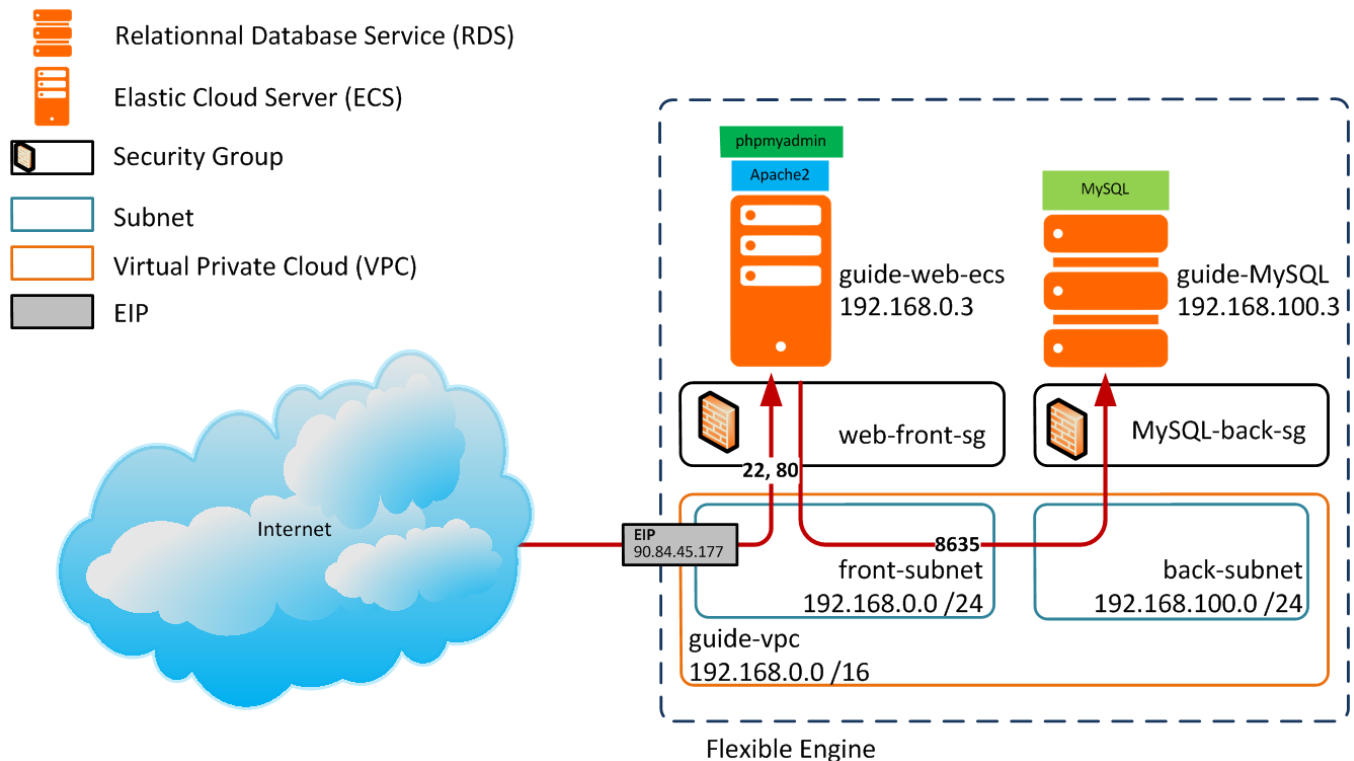 Relationnal Database Service (RDS)
Elastic Cloud Server (ECS)
Security Group
Subnet
Virtual Private Cloud (VPC)
EIP
phpmyadmin
Apache2
MySQL
guide-web-ecs
192.168.0.3
guide-MySQL
192.168.100.3
web-front-sg
MySQL-back-sg
22, 80
Internet
EIP
90.84.45.177
8635
front-subnet
192.168.0.0 /24
back-subnet
192.168.100.0 /24
guide-vpc
192.168.0.0 /16
Flexible Engine